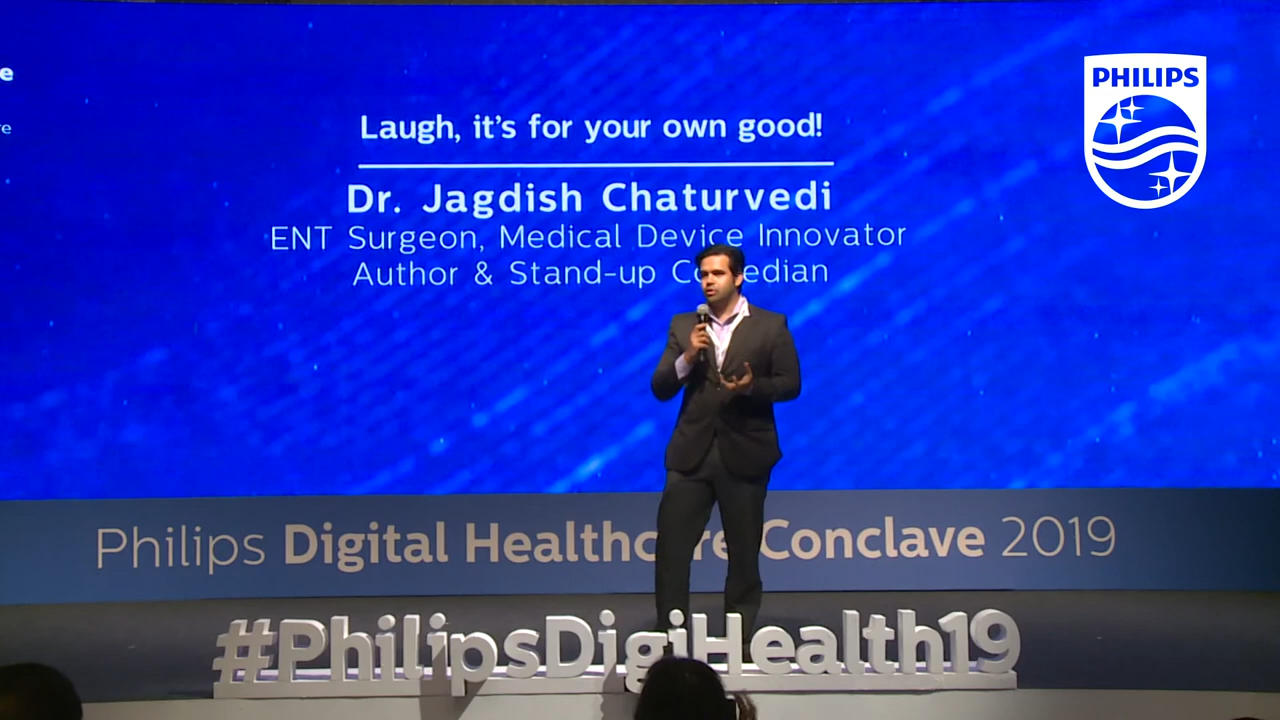 e
re
PHILIPS
Laugh, it's for your own good!
Dr. Jagdish Chaturvedi
ENT Surgeon, Medical Device Innovator
Author & Stand-up Comedian
Philips Digital Healthcare Conclave 2019
#PhilipsDigiHealth19